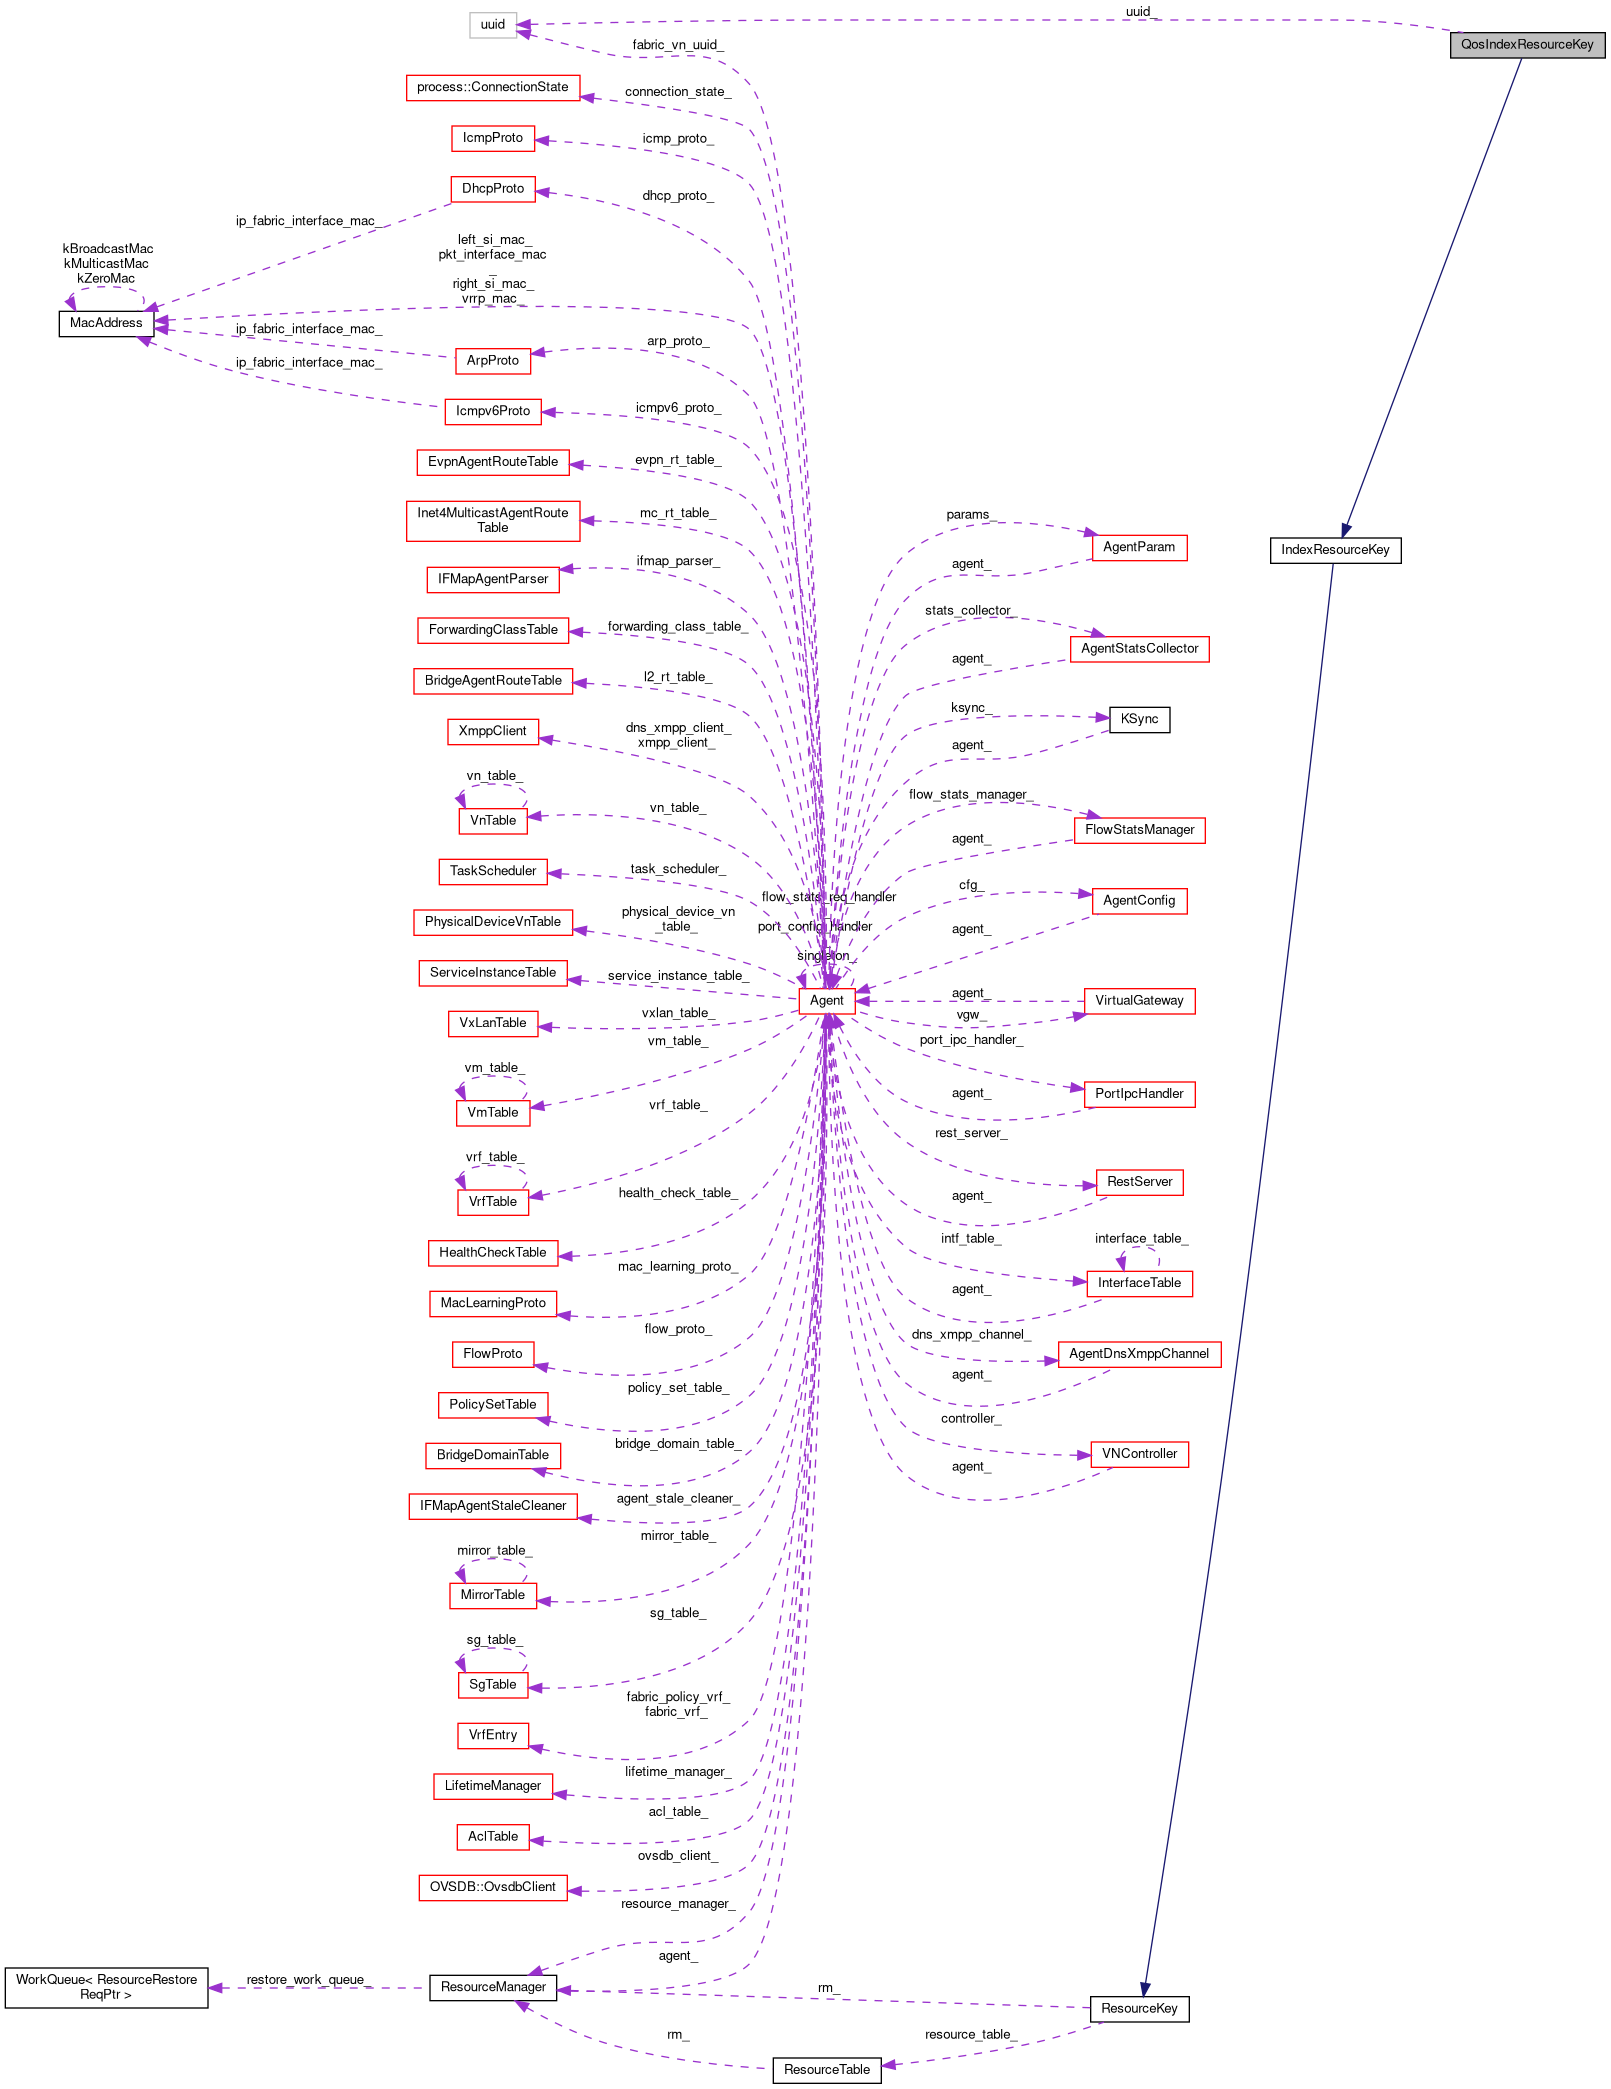 uuid
uuid_
QosIndexResourceKey
fabric_vn_uuid_
process::ConnectionState
connection_state_
IcmpProto
icmp_proto_
DhcpProto
dhcp_proto_
ip_fabric_interface_mac_
kBroadcastMac
kMulticastMac
kZeroMac
left_si_mac_
pkt_interface_mac
_
right_si_mac_
vrrp_mac_
MacAddress
ip_fabric_interface_mac_
ArpProto
arp_proto_
ip_fabric_interface_mac_
Icmpv6Proto
icmpv6_proto_
EvpnAgentRouteTable
evpn_rt_table_
Inet4MulticastAgentRoute
Table
mc_rt_table_
params_
AgentParam
IndexResourceKey
IFMapAgentParser
ifmap_parser_
agent_
ForwardingClassTable
forwarding_class_table_
stats_collector_
AgentStatsCollector
agent_
BridgeAgentRouteTable
l2_rt_table_
ksync_
KSync
agent_
XmppClient
dns_xmpp_client_
xmpp_client_
vn_table_
VnTable
vn_table_
flow_stats_manager_
FlowStatsManager
agent_
TaskScheduler
task_scheduler_
cfg_
AgentConfig
agent_
flow_stats_req_handler
_
port_config_handler
_
singleton_
PhysicalDeviceVnTable
physical_device_vn
_table_
ServiceInstanceTable
service_instance_table_
Agent
agent_
VirtualGateway
vgw_
VxLanTable
vxlan_table_
port_ipc_handler_
PortIpcHandler
agent_
vm_table_
VmTable
vm_table_
vrf_table_
VrfTable
vrf_table_
rest_server_
RestServer
agent_
HealthCheckTable
health_check_table_
intf_table_
interface_table_
InterfaceTable
agent_
MacLearningProto
mac_learning_proto_
FlowProto
flow_proto_
dns_xmpp_channel_
AgentDnsXmppChannel
agent_
PolicySetTable
policy_set_table_
controller_
VNController
agent_
BridgeDomainTable
bridge_domain_table_
IFMapAgentStaleCleaner
agent_stale_cleaner_
mirror_table_
MirrorTable
mirror_table_
sg_table_
SgTable
sg_table_
VrfEntry
fabric_policy_vrf_
fabric_vrf_
LifetimeManager
lifetime_manager_
AclTable
acl_table_
OVSDB::OvsdbClient
ovsdb_client_
resource_manager_
agent_
WorkQueue< ResourceRestore
ReqPtr >
restore_work_queue_
ResourceManager
rm_
ResourceKey
rm_
resource_table_
ResourceTable